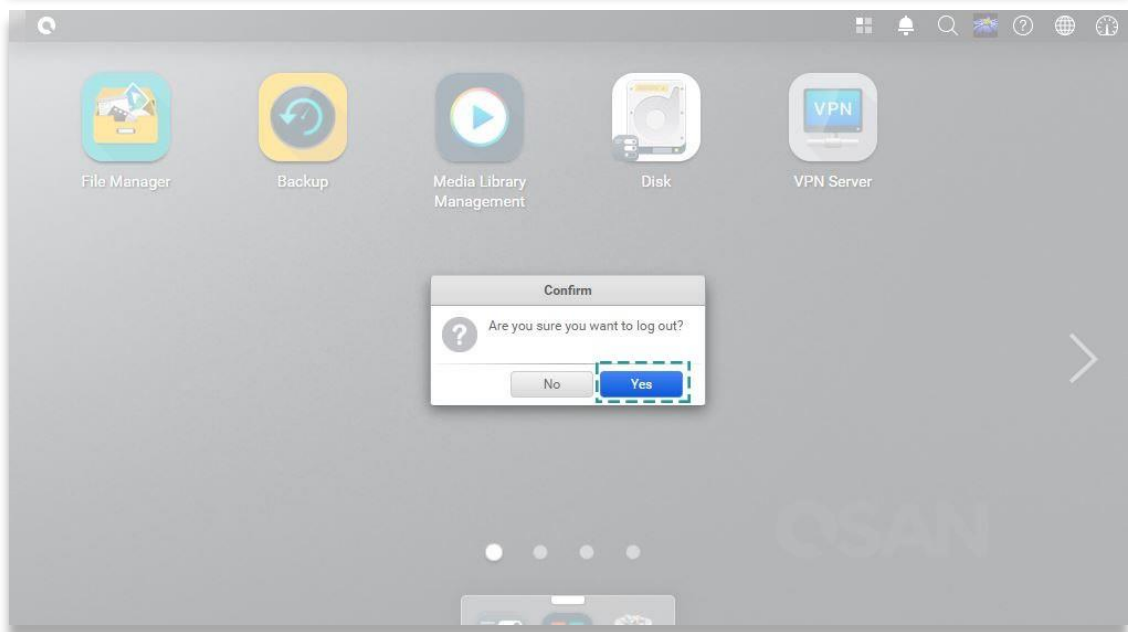 VPN
File Manager
Backup
Media Library
Management
Disk
VPN Server
Confirm
Are you sure you want to log out?
No
Yes
QSAN